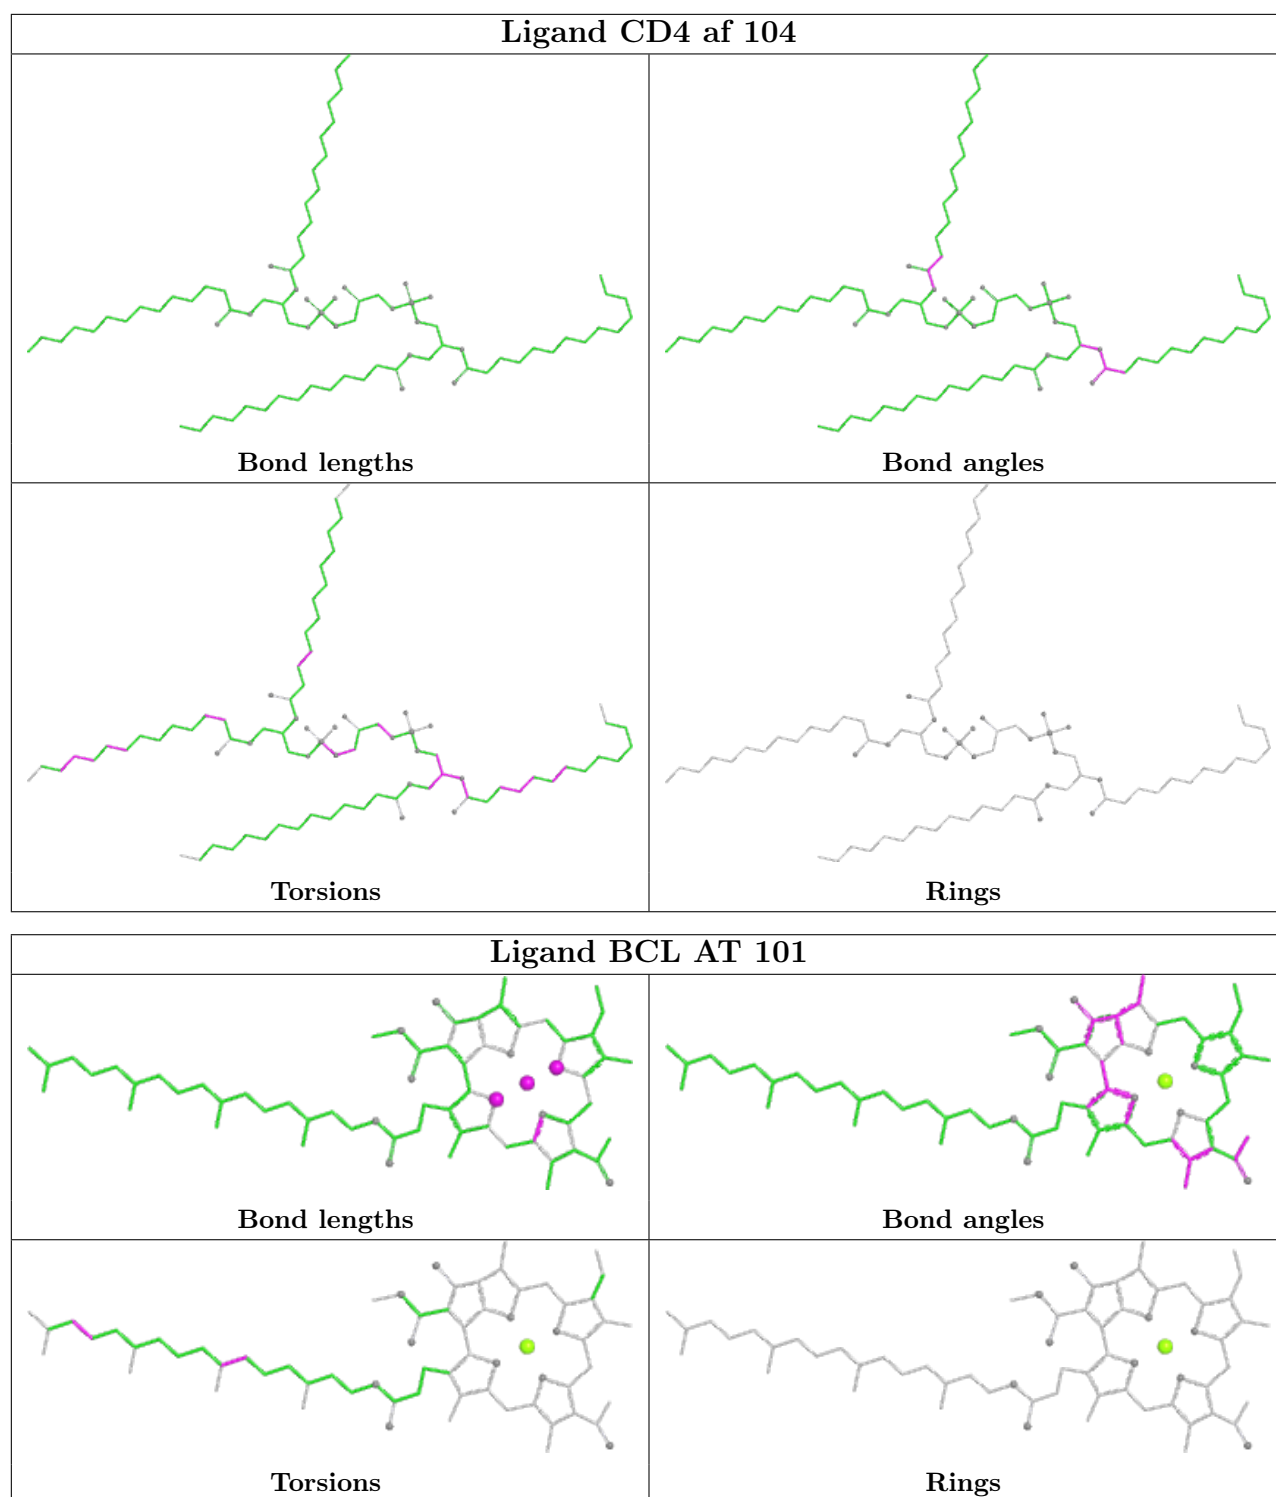 Ligand CD4 af 104
Bond lengths
Bond angles
Torsions
Rings
Ligand BCL AT 101
Bond lengths
Bond angles
Torsions
Rings